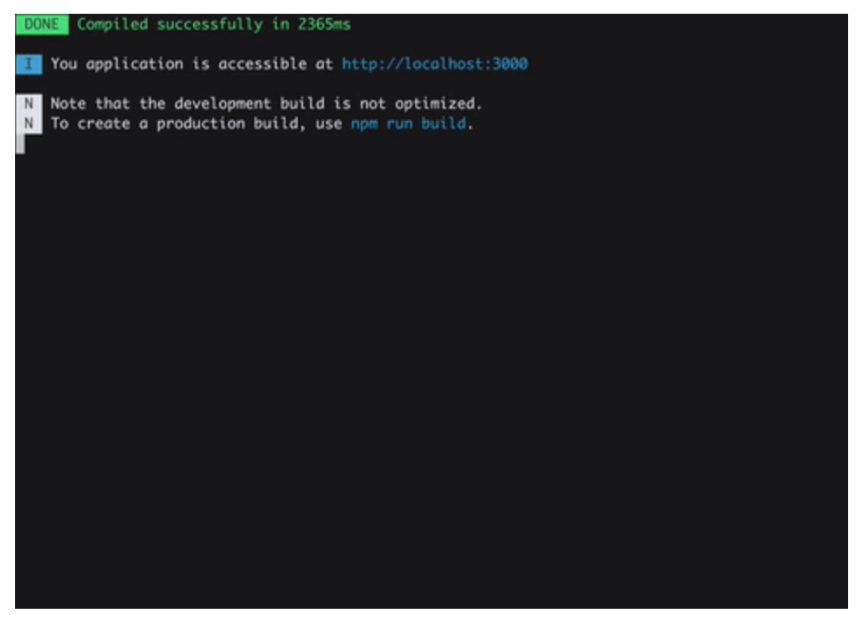 DONE Compiled successfully in 2365ms
I You application is accessible at http://localhost:3000
N Note that the development build is not optimized.
N To create a production build, use npm run build.